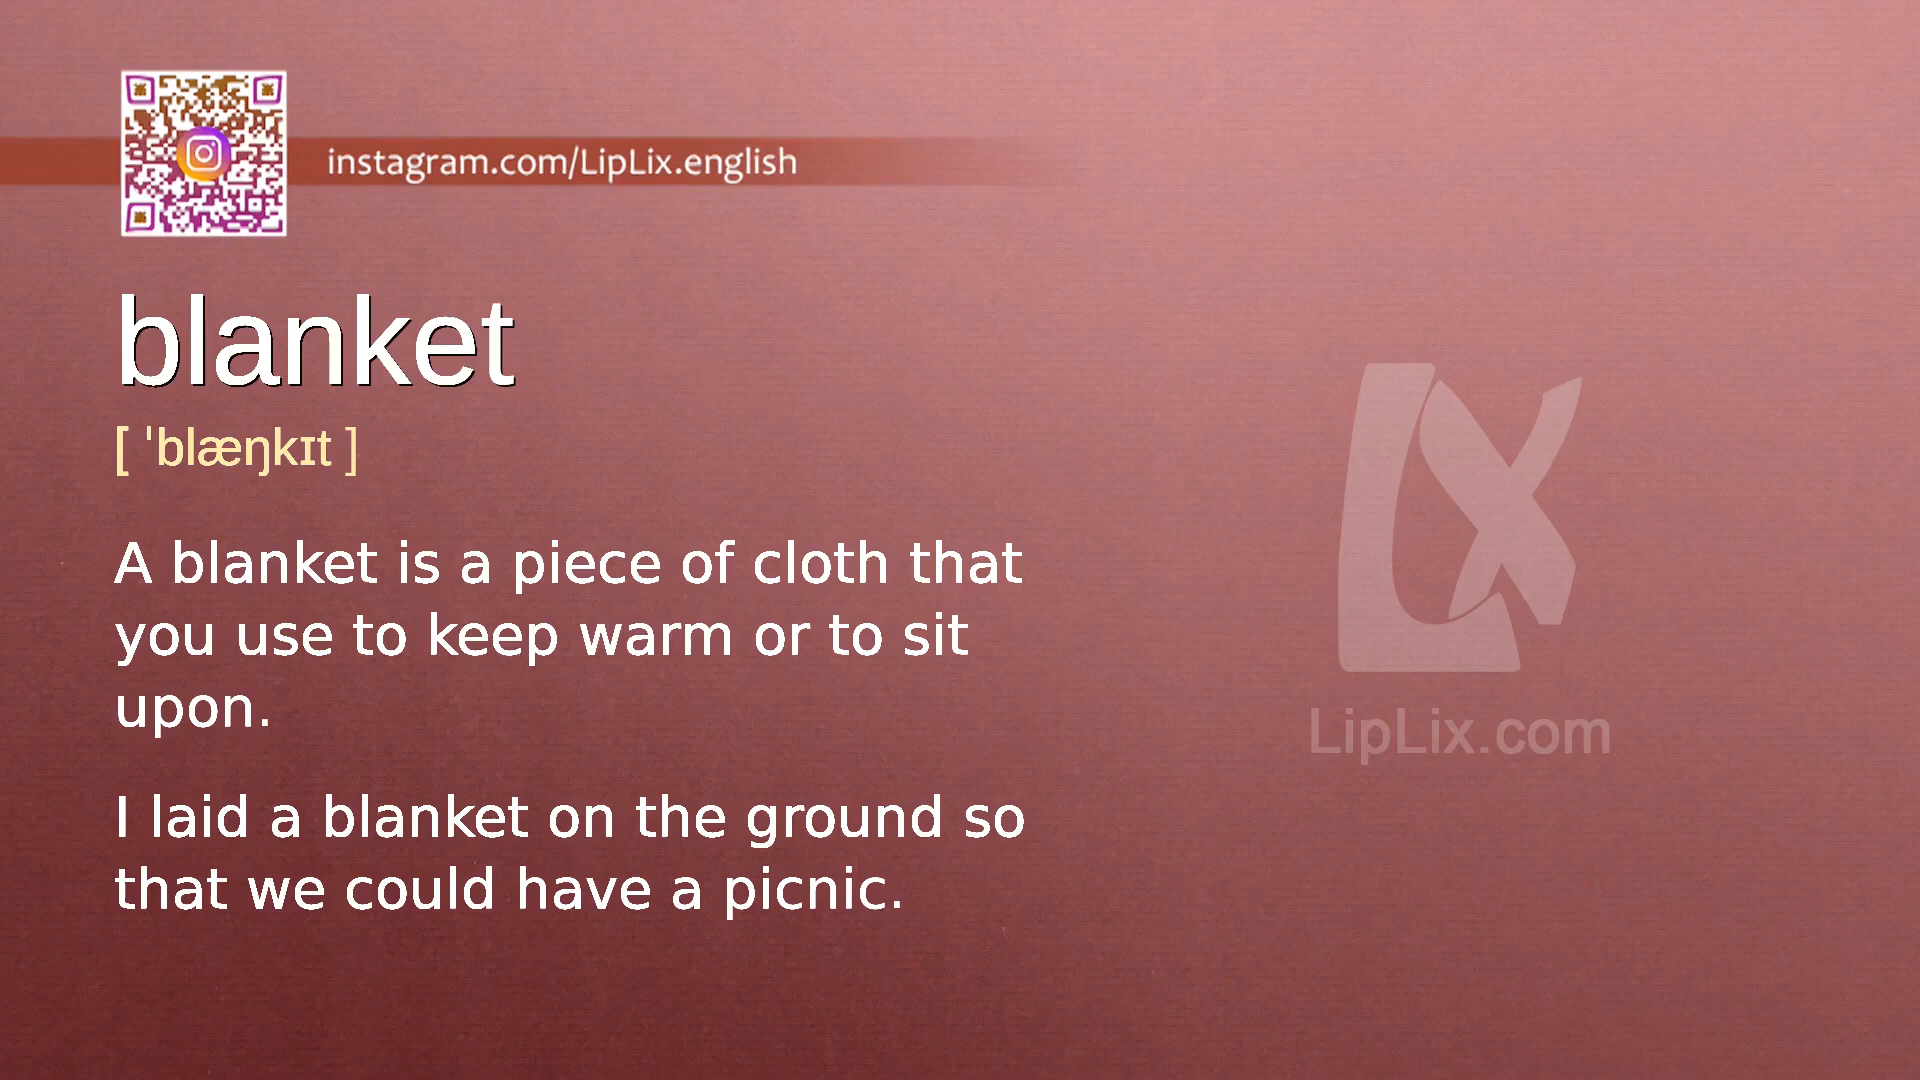 instagram.com/LipLix.english
blanket
[ ˈblæŋkɪt ]
A blanket is a piece of cloth that
you use to keep warm or to sit
upon.
I laid a blanket on the ground so
that we could have a picnic.
LX
LipLix.com